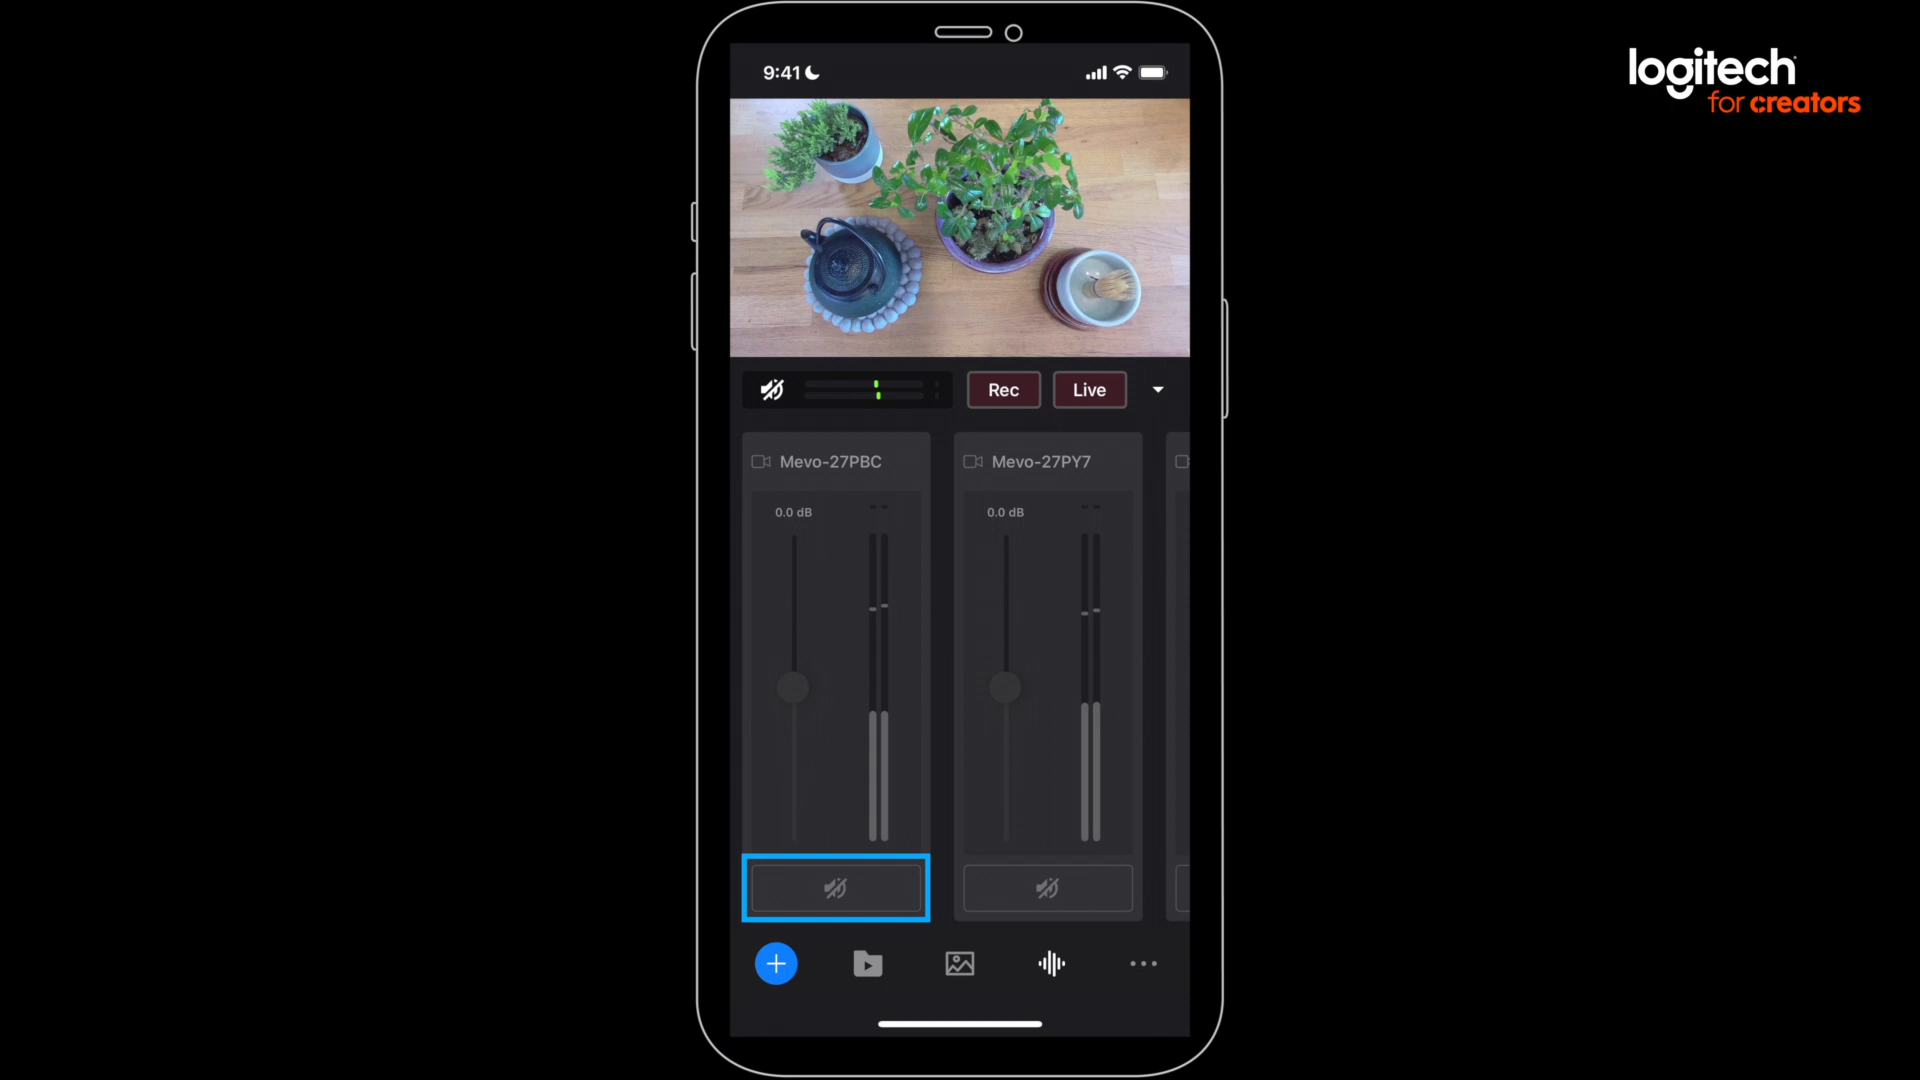 logitech
for creators
9:41
Rec
Live
Mevo-27PBC
Mevo-27PY7
0.0 dB
0.0 dB